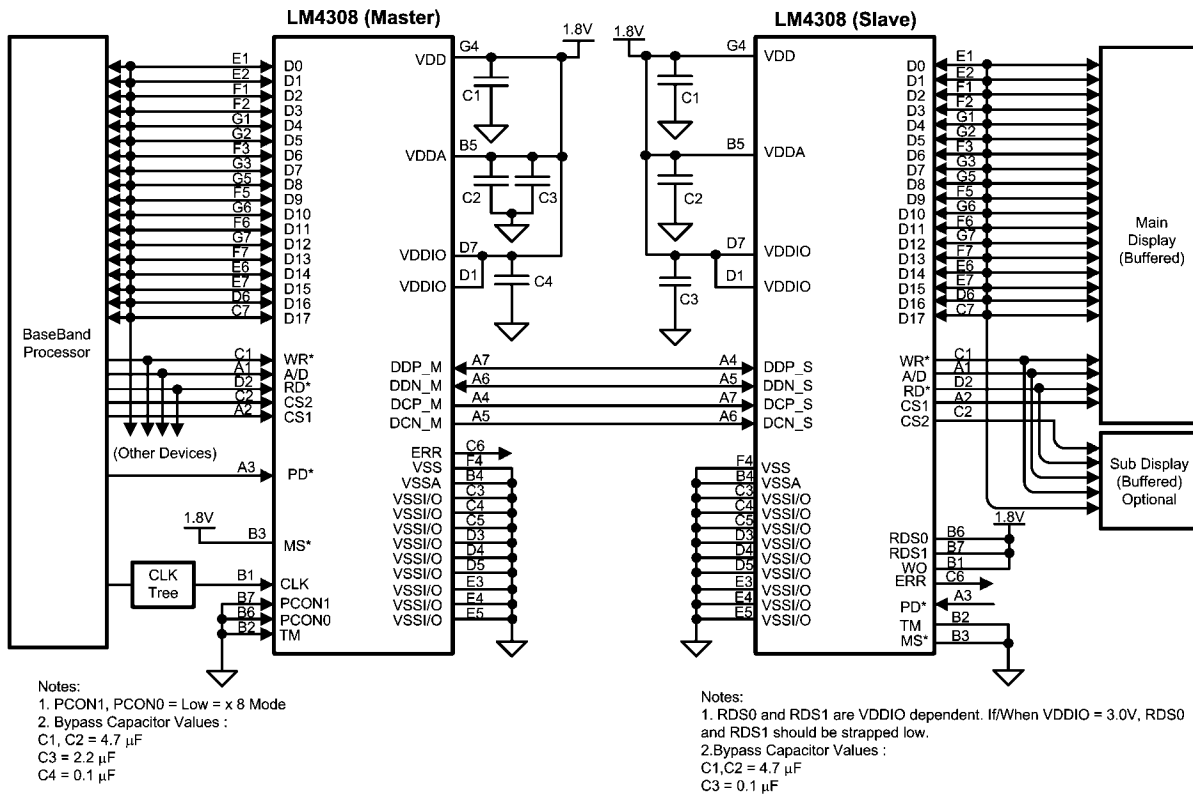 LM4308 (Master)
LM4308 (Slave)
BaseBand
Processor
E1
E2
F1
F2
G1
G2
F3
G3
G5
F5
G6
F6
G7
F7
E6
E7
D6
C7
D0
D1
D2
D3
D4
D5
D6
D7
D8
D9
D10
D11
D12
D13
D14
D15
D16
D17
C1
A1
D2
C2
A2
WR*
A/D
RD*
CS2
CS1
(Other Devices)
A3
PD*
1.8V
B3
MS*
CLK
Tree
B1
CLK
B7
PCON1
B6
PCON0
B2
TM
VDD
G4
1.8V
C1
VDDA
B5
C2
C3
VDDIO
D7
D1
VDDIO
C4
DDP_M
A7
DDN_M
A6
DCP_M
A4
DCN_M
A5
ERR
C6
VSS
F4
VSSA
B4
VSSI/O
C3
VSSI/O
C4
VSSI/O
C5
VSSI/O
D3
VSSI/O
D4
VSSI/O
D5
VSSI/O
E3
VSSI/O
E4
VSSI/O
E5
1.8V
G4
VDD
C1
B5
VDDA
C2
D7
VDDIO
D1
VDDIO
C3
A4
DDP_S
A5
DDN_S
A7
DCP_S
A6
DCN_S
F4
VSS
B4
VSSA
C3
VSSI/O
C4
VSSI/O
C5
VSSI/O
D3
VSSI/O
D4
VSSI/O
D5
VSSI/O
E3
VSSI/O
E4
VSSI/O
E5
VSSI/O
D0
D1
D2
D3
D4
D5
D6
D7
D8
D9
D10
D11
D12
D13
D14
D15
D16
D17
E1
E2
F1
F2
G1
G2
F3
G3
G5
F5
G6
F6
G7
F7
E6
E7
D6
C7
WR*
A/D
RD*
CS1
CS2
C1
A1
D2
A2
C2
Main
Display
(Buffered)
Sub Display
(Buffered)
Optional
1.8V
RDS0
B6
RDS1
B7
WO
B1
ERR
C6
PD*
A3
TM
B2
MS*
B3
Notes:
1. PCON1, PCON0 = Low = x 8 Mode
2. Bypass Capacitor Values :
C1, C2 = 4.7 µF
C3 = 2.2 µF
C4 = 0.1 µF
Notes:
1. RDS0 and RDS1 are VDDIO dependent. If/When VDDIO = 3.0V, RDS0
and RDS1 should be strapped low.
2.Bypass Capacitor Values :
C1,C2 = 4.7 µF
C3 = 0.1 µF